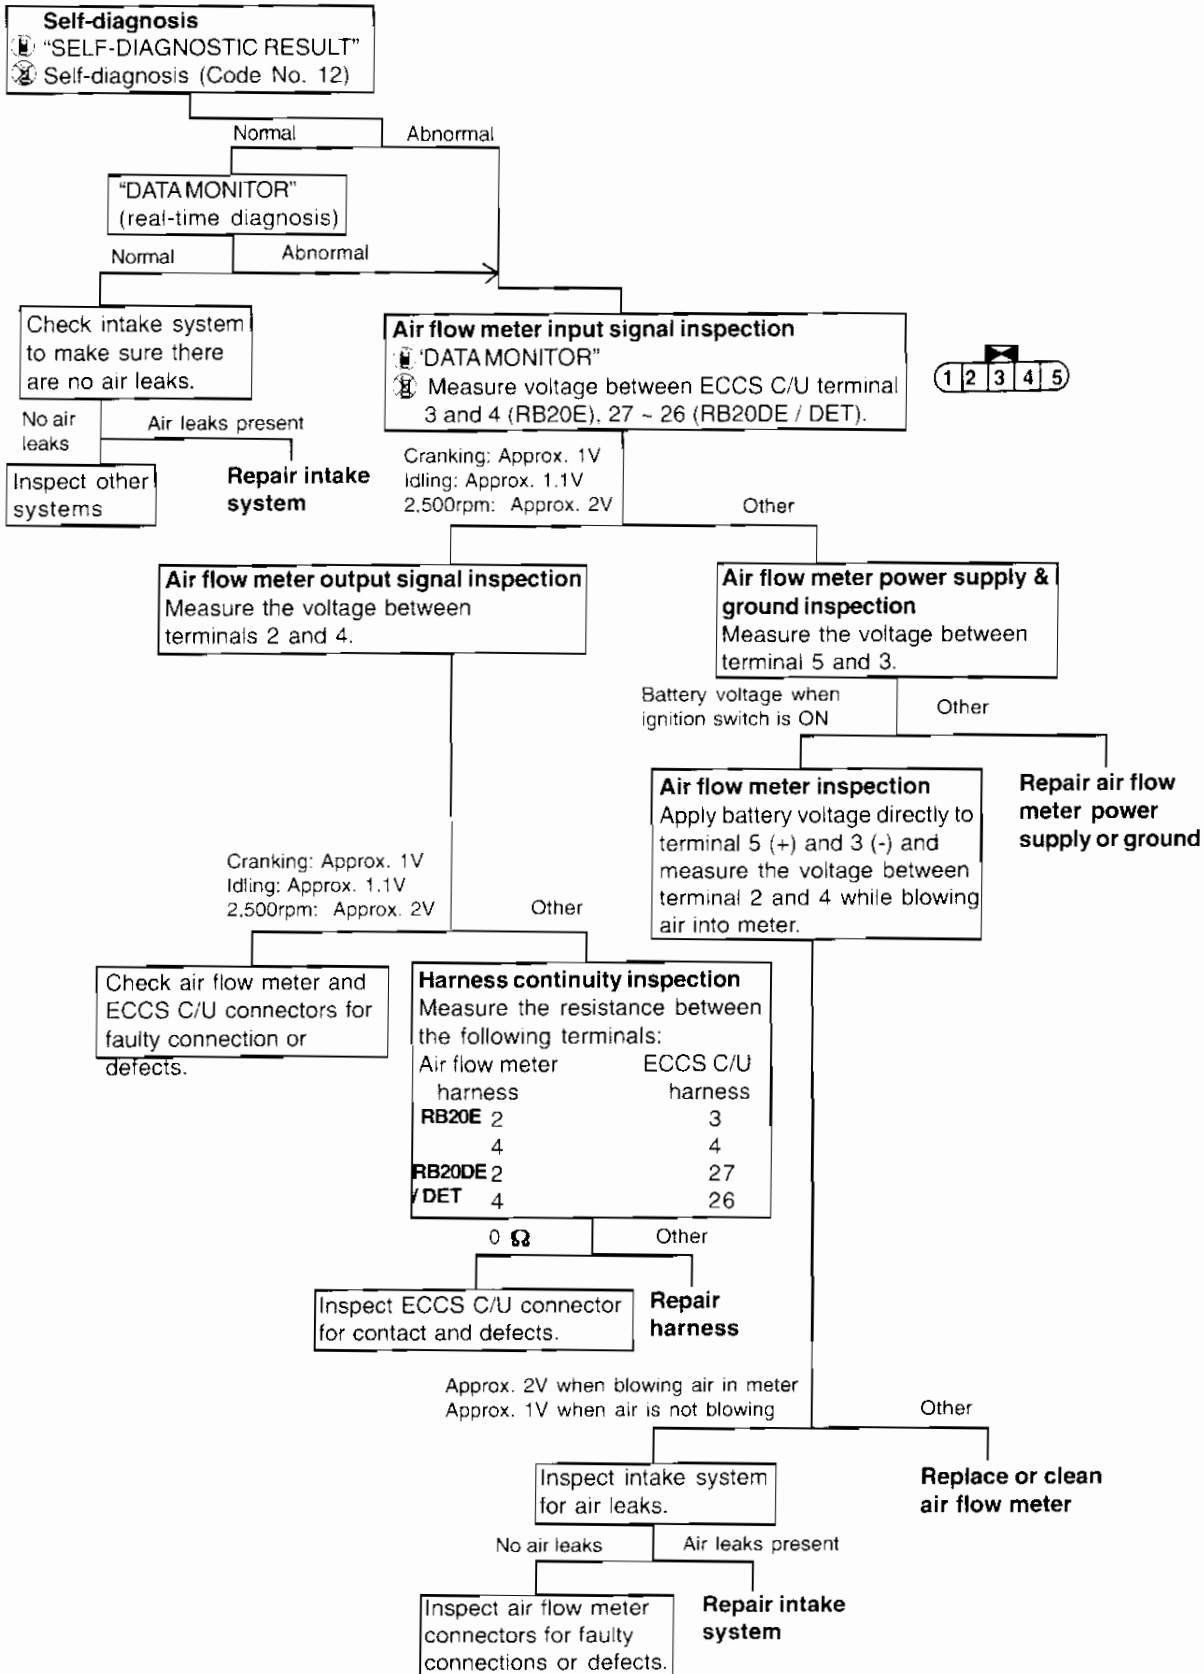 Self-diagnosis
"SELF-DIAGNOSTIC RESULT"
Self-diagnosis (Code No. 12)
Normal
Abnormal
"DATA MONITOR"
(real-time diagnosis)
Normal
Abnormal
Check intake system
to make sure there
are no air leaks.
No air
leaks
Air leaks present
Inspect other
systems
Repair intake
system
Air flow meter input signal inspection
'DATA MONITOR"
Measure voltage between ECCS C/U terminal
3 and 4 (RB20E), 27 ~ 26 (RB20DE / DET).
1 2 3 4 5
Cranking: Approx. 1V
Idling: Approx. 1.1V
2,500rpm: Approx. 2V
Other
Air flow meter output signal inspection
Measure the voltage between
terminals 2 and 4.
Air flow meter power supply &
ground inspection
Measure the voltage between
terminal 5 and 3.
Battery voltage when
ignition switch is ON
Other
Air flow meter inspection
Apply battery voltage directly to
terminal 5 (+) and 3 (-) and
measure the voltage between
terminal 2 and 4 while blowing
air into meter.
Repair air flow
meter power
supply or ground
Cranking: Approx. 1V
Idling: Approx. 1.1V
2,500rpm: Approx. 2V
Other
Check air flow meter and
ECCS C/U connectors for
faulty connection or
defects.
Harness continuity inspection
Measure the resistance between
the following terminals:
Air flow meter ECCS C/U
harness harness
RB20E 2 3
4 4
RB20DE 2 27
/ DET 4 26
0 Ω
Other
Inspect ECCS C/U connector
for contact and defects.
Repair
harness
Approx. 2V when blowing air in meter
Approx. 1V when air is not blowing
Other
Inspect intake system
for air leaks.
Replace or clean
air flow meter
No air leaks
Air leaks present
Inspect air flow meter
connectors for faulty
connections or defects.
Repair intake
system